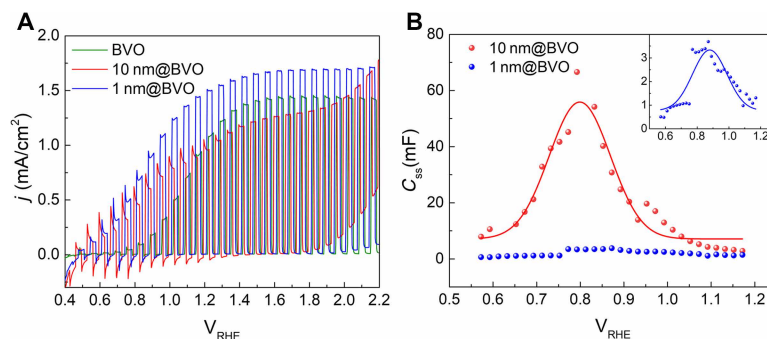 A
BVO
10 nm@BVO
1 nm@BVO
j (mA/cm²)
2.0
1.5
1.0
0.5
0.0
0.4 0.6 0.8 1.0 1.2 1.4 1.6 1.8 2.0 2.2
V_RHE
B
10 nm@BVO
1 nm@BVO
C_ss(mF)
80
60
40
20
0
0.5 0.6 0.7 0.8 0.9 1.0 1.1 1.2
V_RHE
3
2
1
0
0.6 0.8 1.0 1.2